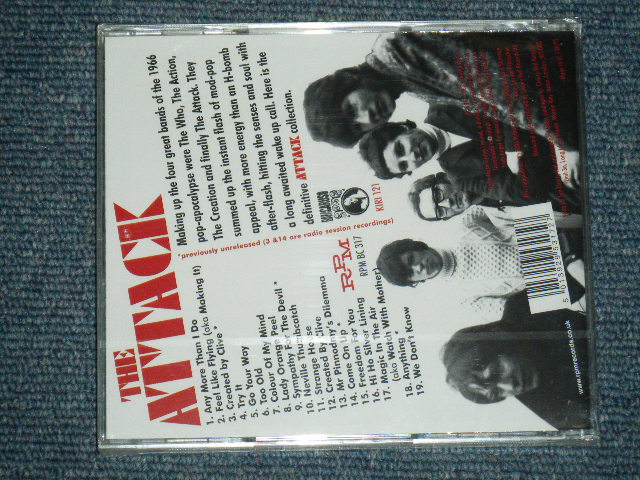 THE
ATTACK
Making up the four great bands of the 1966
pop-apocalypse were The Who, The Action,
The Creation and finally The Attack. They
summed up the instant flash of mod-pop
appeal, with more energy than an H-bomb
after-flash, hitting the senses and soul with
a long awaited wake up call. Here is the
definitive ATTACK collection.
*previously unreleased (3 &14 are radio session recordings)
1. Any More Than I Do
2. Feel Like Flying (aka Making It)
3. Created by Clive *
4. Try It
5. Go Your Way
6. Too Old
7. Colour Of My Mind
8. Lady Orange Peel
9. Sympathy For The Devil *
10. Neville Thumbcatch
11. Strange House
12. Created By Clive
13. Mr Pinnodmy's Dilemma
14. Come On Up *
15. Freedom For You
16. Hi Ho Silver Lining
17. Magic In The Air
(aka Watch With Mother)
18. Anything *
19. We Don't Know
RPM
RPM BC 317
KIRI 121
5 013929 531727
www.rpmrecords.co.uk